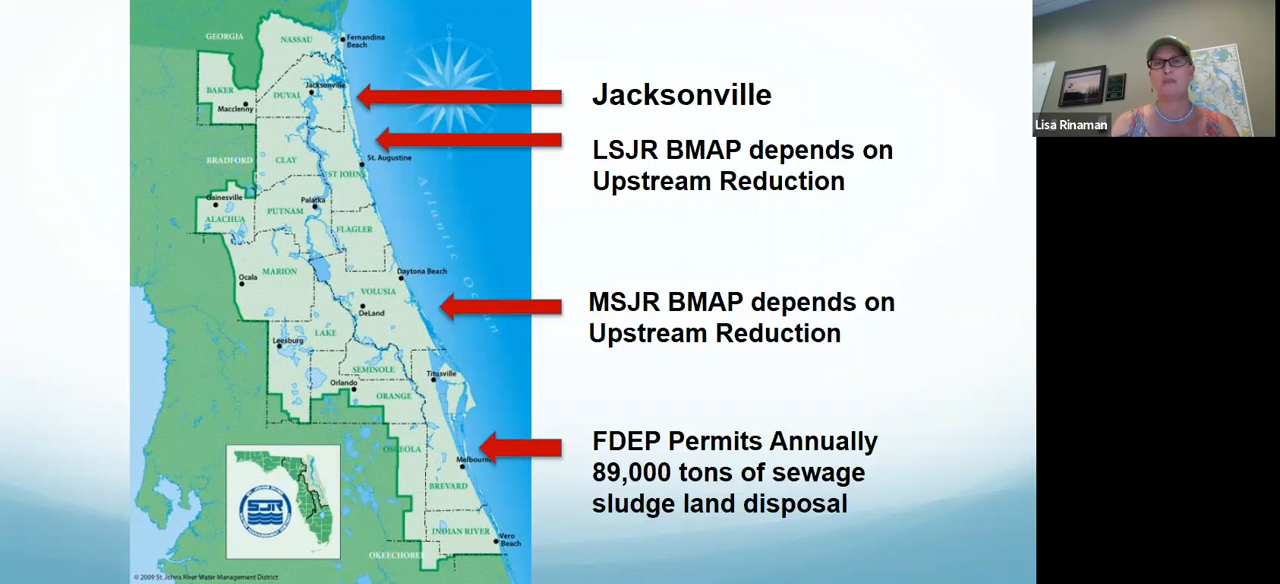 GEORGIA
NASSAU
Fernandina
Beach
BAKER
Macclenny
DUVAL
Jacksonville
BRADFORD
CLAY
St. Augustine
ST JOHNS
Gainesville
ALACHUA
PUTNAM
Palatka
FLAGLER
Atlantic Ocean
MARION
Ocala
Daytona Beach
VOLUSIA
DeLand
LAKE
Leesburg
SEMINOLE
Titusville
Orlando
ORANGE
OSCEOLA
Melbourne
BREVARD
INDIAN RIVER
Vero
Beach
OKEECHOBEE
SJR
© 2009 St. Johns River Water Management District
Jacksonville
LSJR BMAP depends on
Upstream Reduction
MSJR BMAP depends on
Upstream Reduction
FDEP Permits Annually
89,000 tons of sewage
sludge land disposal
Lisa Rinaman